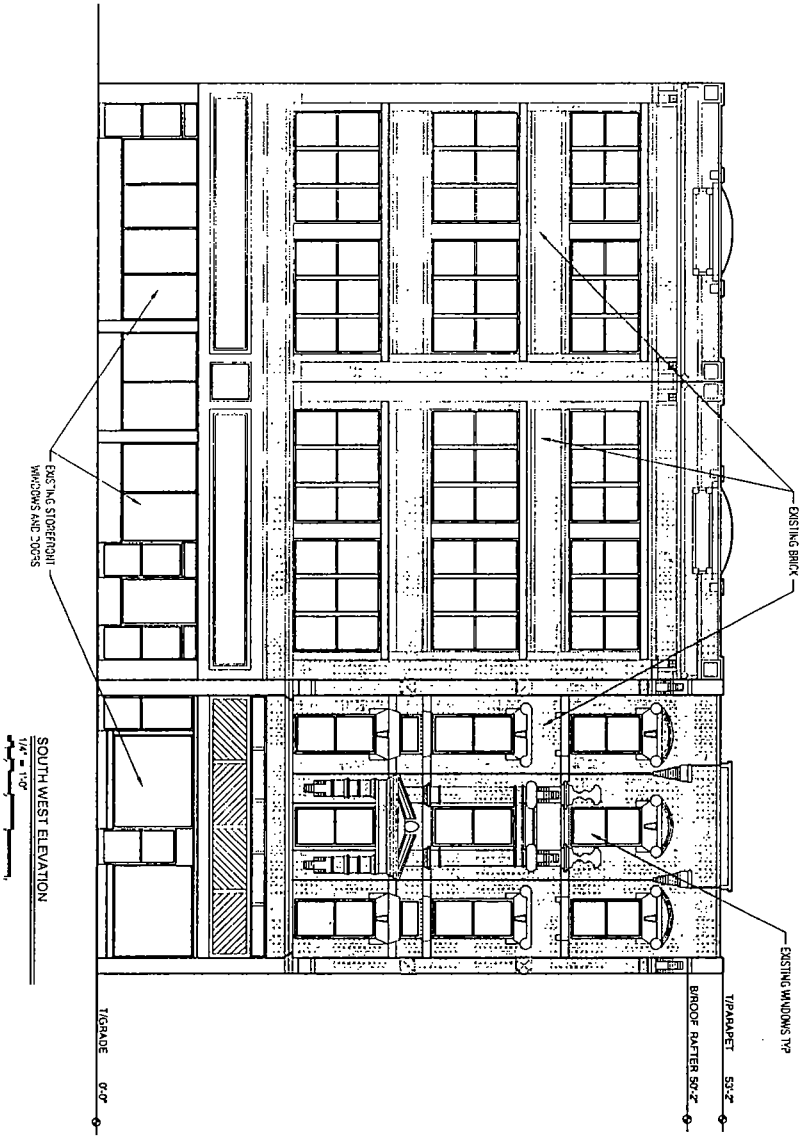 EXISTING BRICK
EXISTING WINDOWS TYP
T/PARAPET 53'-2"
B/ROOF RAFTER 50'-2"
T/GRADE 0'-0"
EXISTING STOREFRONT
WINDOWS AND DOORS
SOUTH WEST ELEVATION
1/4" = 1'-0"